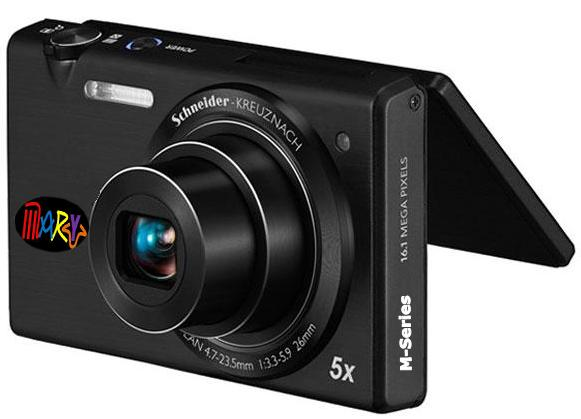 POWER
Schneider-KREUZNACH
MARY
16.1 MEGA PIXELS
M-Series
4.7-23.5mm 1:3.3-5.9 26mm
5x